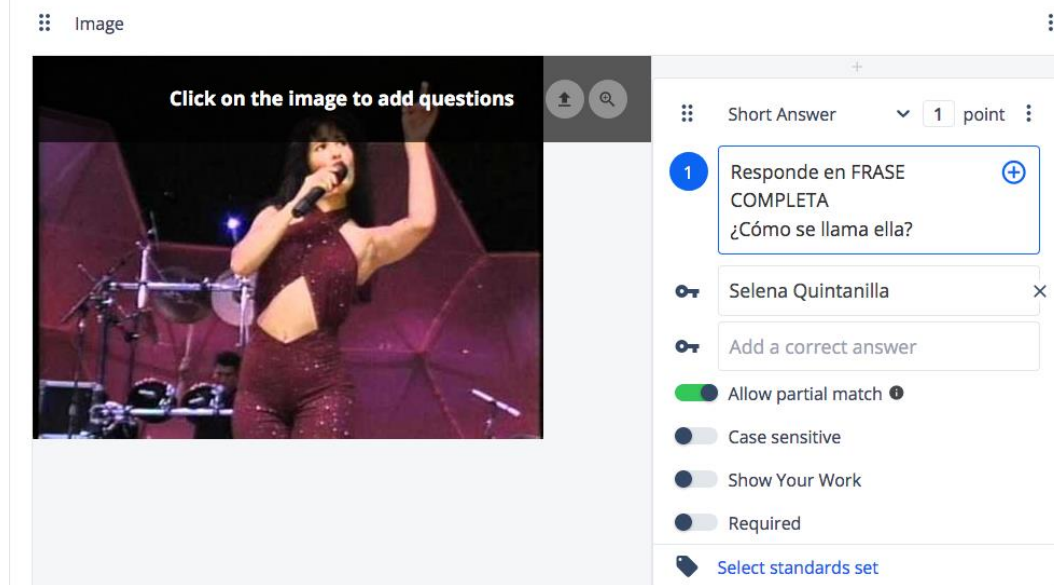 Image
Click on the image to add questions
Short Answer 1 point
1
Responde en FRASE
COMPLETA
¿Cómo se llama ella?
Selena Quintanilla
Add a correct answer
Allow partial match
Case sensitive
Show Your Work
Required
Select standards set